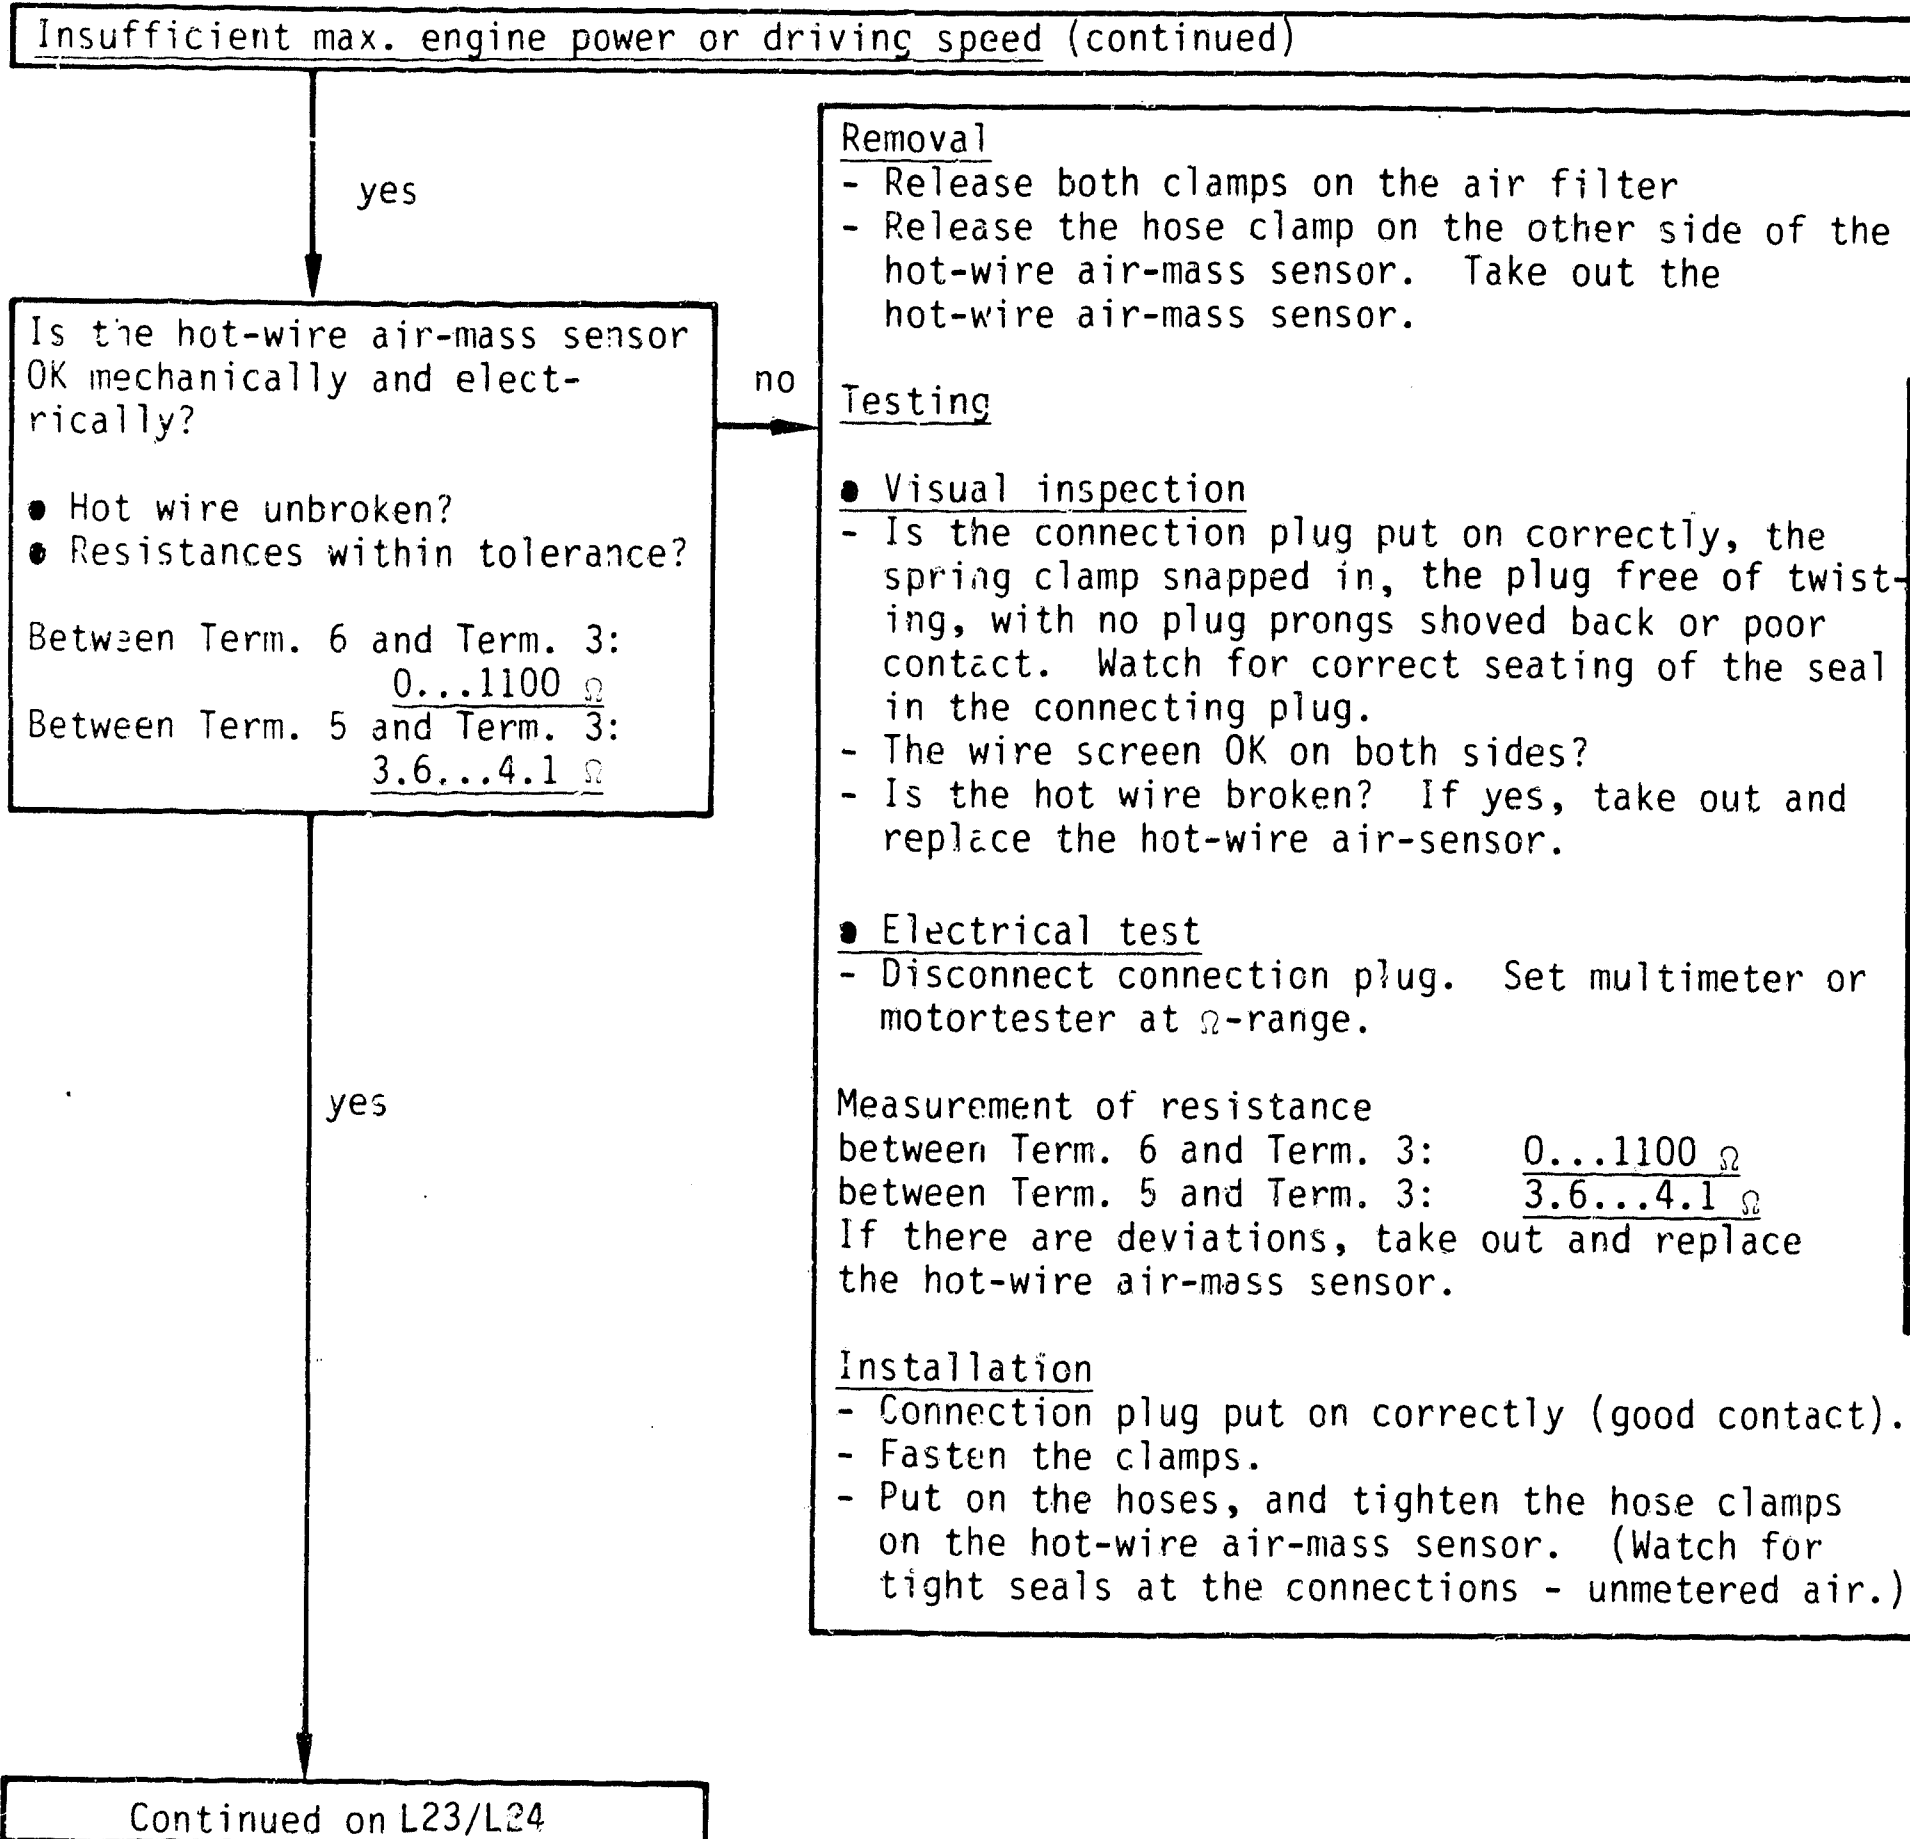 Insufficient max. engine power or driving speed (continued)
yes
Is the hot-wire air-mass sensor
OK mechanically and elect-
rically?
● Hot wire unbroken?
● Resistances within tolerance?
Between Term. 6 and Term. 3:
0...1100 Ω
Between Term. 5 and Term. 3:
3.6...4.1 Ω
no
Removal
- Release both clamps on the air filter
- Release the hose clamp on the other side of the
hot-wire air-mass sensor. Take out the
hot-wire air-mass sensor.
Testing
● Visual inspection
- Is the connection plug put on correctly, the
spring clamp snapped in, the plug free of twist-
ing, with no plug prongs shoved back or poor
contact. Watch for correct seating of the seal
in the connecting plug.
- The wire screen OK on both sides?
- Is the hot wire broken? If yes, take out and
replace the hot-wire air-sensor.
● Electrical test
- Disconnect connection plug. Set multimeter or
motortester at Ω-range.
Measurement of resistance
between Term. 6 and Term. 3: 0...1100 Ω
between Term. 5 and Term. 3: 3.6...4.1 Ω
If there are deviations, take out and replace
the hot-wire air-mass sensor.
Installation
- Connection plug put on correctly (good contact).
- Fasten the clamps.
- Put on the hoses, and tighten the hose clamps
on the hot-wire air-mass sensor. (Watch for
tight seals at the connections - unmetered air.)
yes
Continued on L23/L24